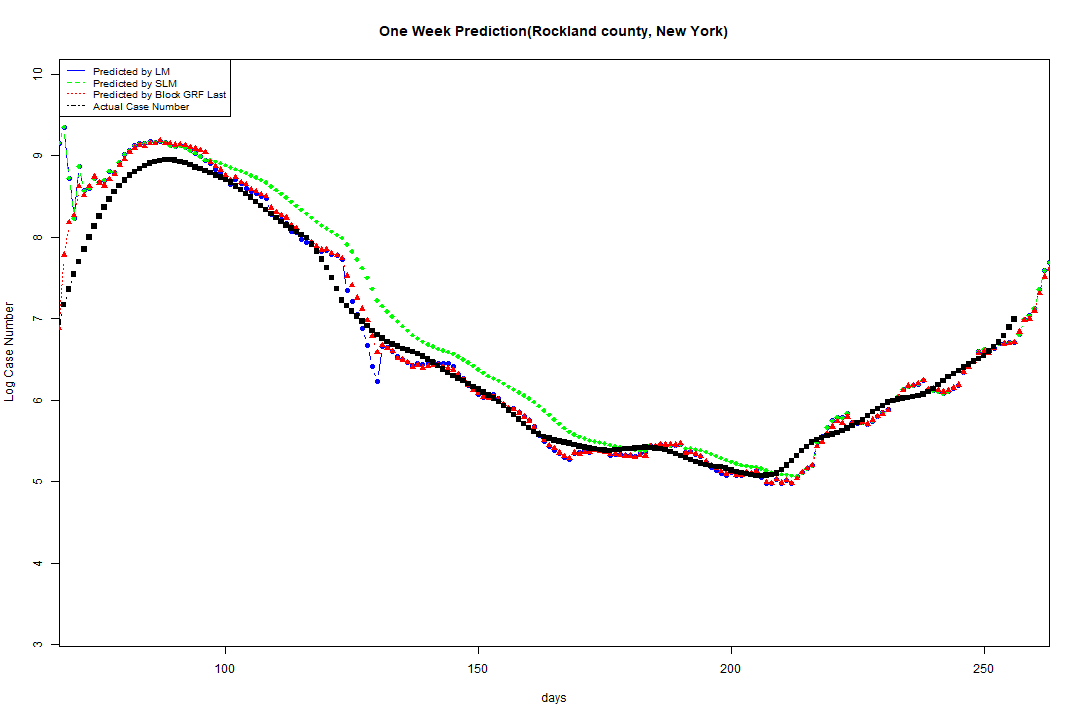 One Week Prediction(Rockland county, New York)
Predicted by LM
Predicted by SLM
Predicted by Block GRF Last
Actual Case Number
10
9
8
7
6
5
4
3
Log Case Number
100
150
200
250
days